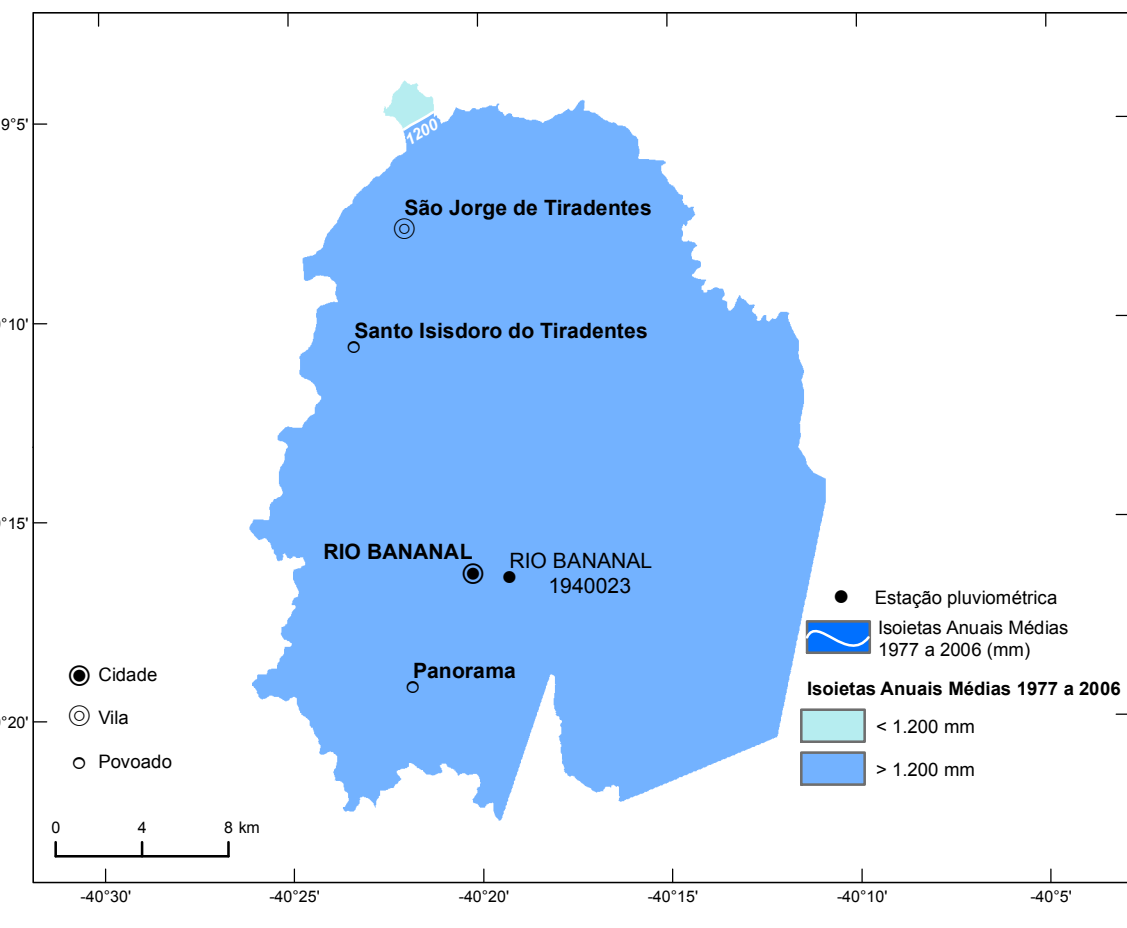 9°5'
1200
São Jorge de Tiradentes
°10'
Santo Isisdoro do Tiradentes
°15'
RIO BANANAL
RIO BANANAL
1940023
Panorama
°20'
Cidade
Vila
Povoado
0 4 8 km
Estação pluviométrica
Isoietas Anuais Médias
1977 a 2006 (mm)
Isoietas Anuais Médias 1977 a 2006
< 1.200 mm
> 1.200 mm
-40°30' -40°25' -40°20' -40°15' -40°10' -40°5'